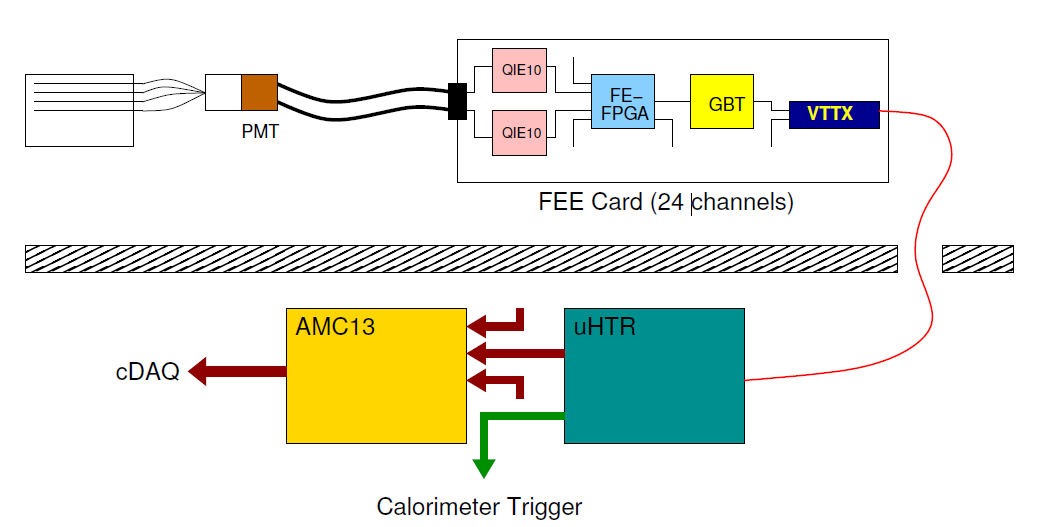 QIE10
FE–
FPGA
GBT
VTTX
PMT
QIE10
FEE Card (24 channels)
AMC13
uHTR
cDAQ
Calorimeter Trigger